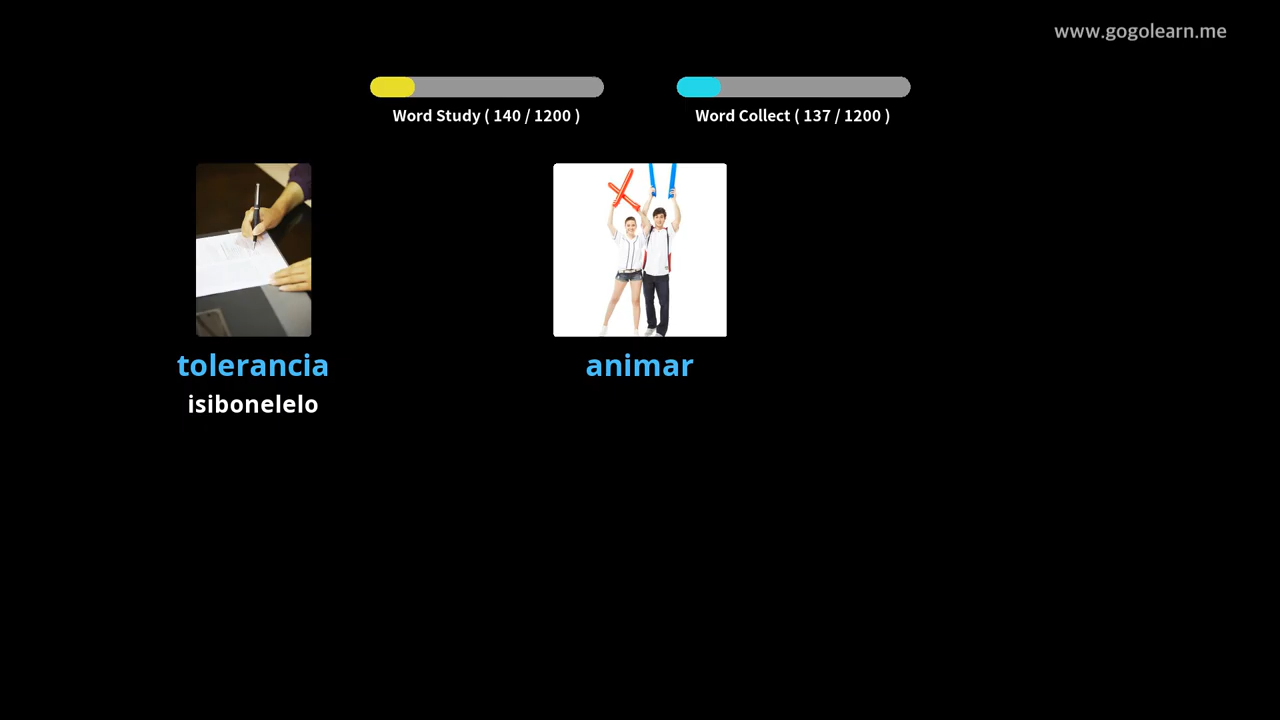 www.gogolearn.me
Word Study ( 140 / 1200 )
Word Collect ( 137 / 1200 )
tolerancia
isibonelelo
animar